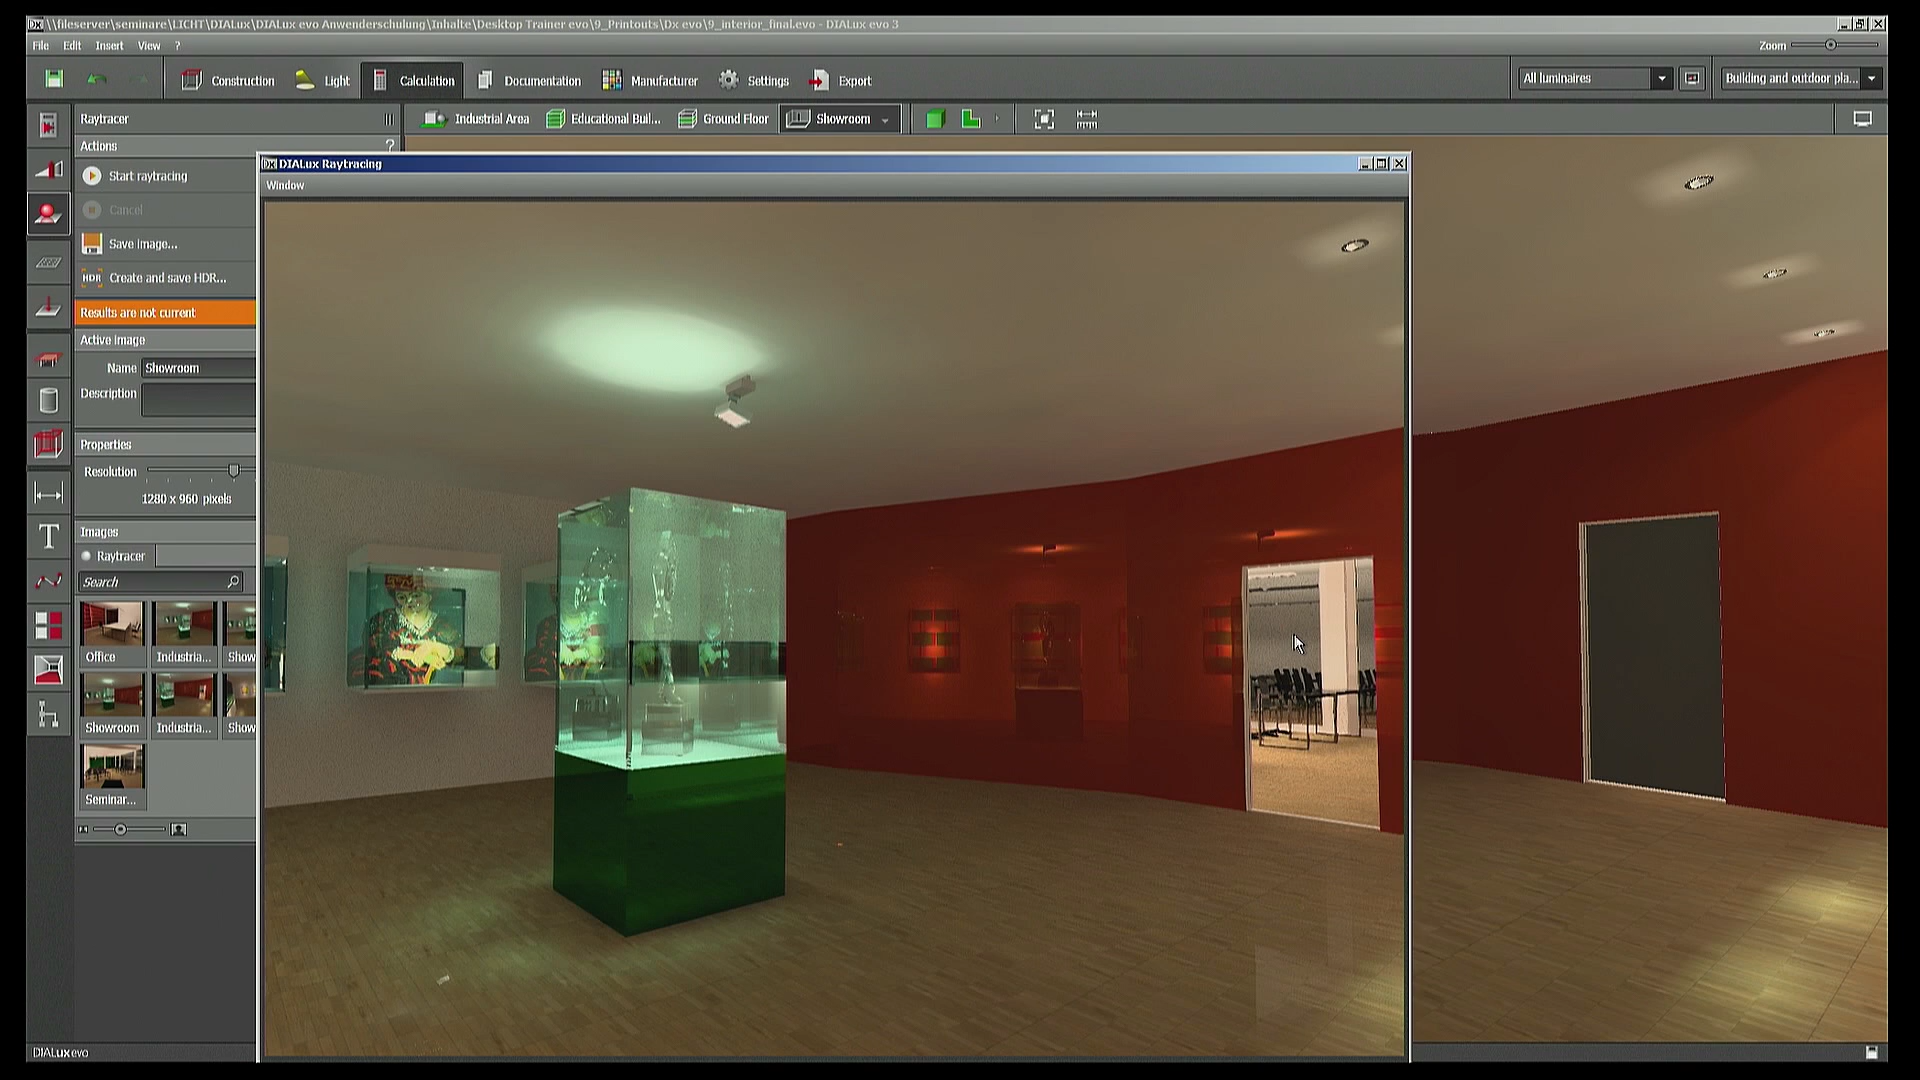 \\fileserver\seminare\LICHT\DIALux\DIALux evo Anwenderschulung\Inhalte\Desktop Trainer evo\9_Printouts\Dx evo\9_interior_final.evo - DIALux evo 3
File Edit Insert View ?
Zoom
Construction Light Calculation Documentation Manufacturer Settings Export
All luminaires
Building and outdoor pla...
Raytracer
Industrial Area Educational Buil... Ground Floor Showroom
Actions ?
DIALux Raytracing
Window
Start raytracing
Cancel
Save image...
HDR Create and save HDR...
Results are not current
Active image
Name Showroom
Description
Properties
Resolution
1280 x 960 pixels
Images
Raytracer
Search
Office Industria... Show
Showroom Industria... Show
Seminar...
DIALux evo